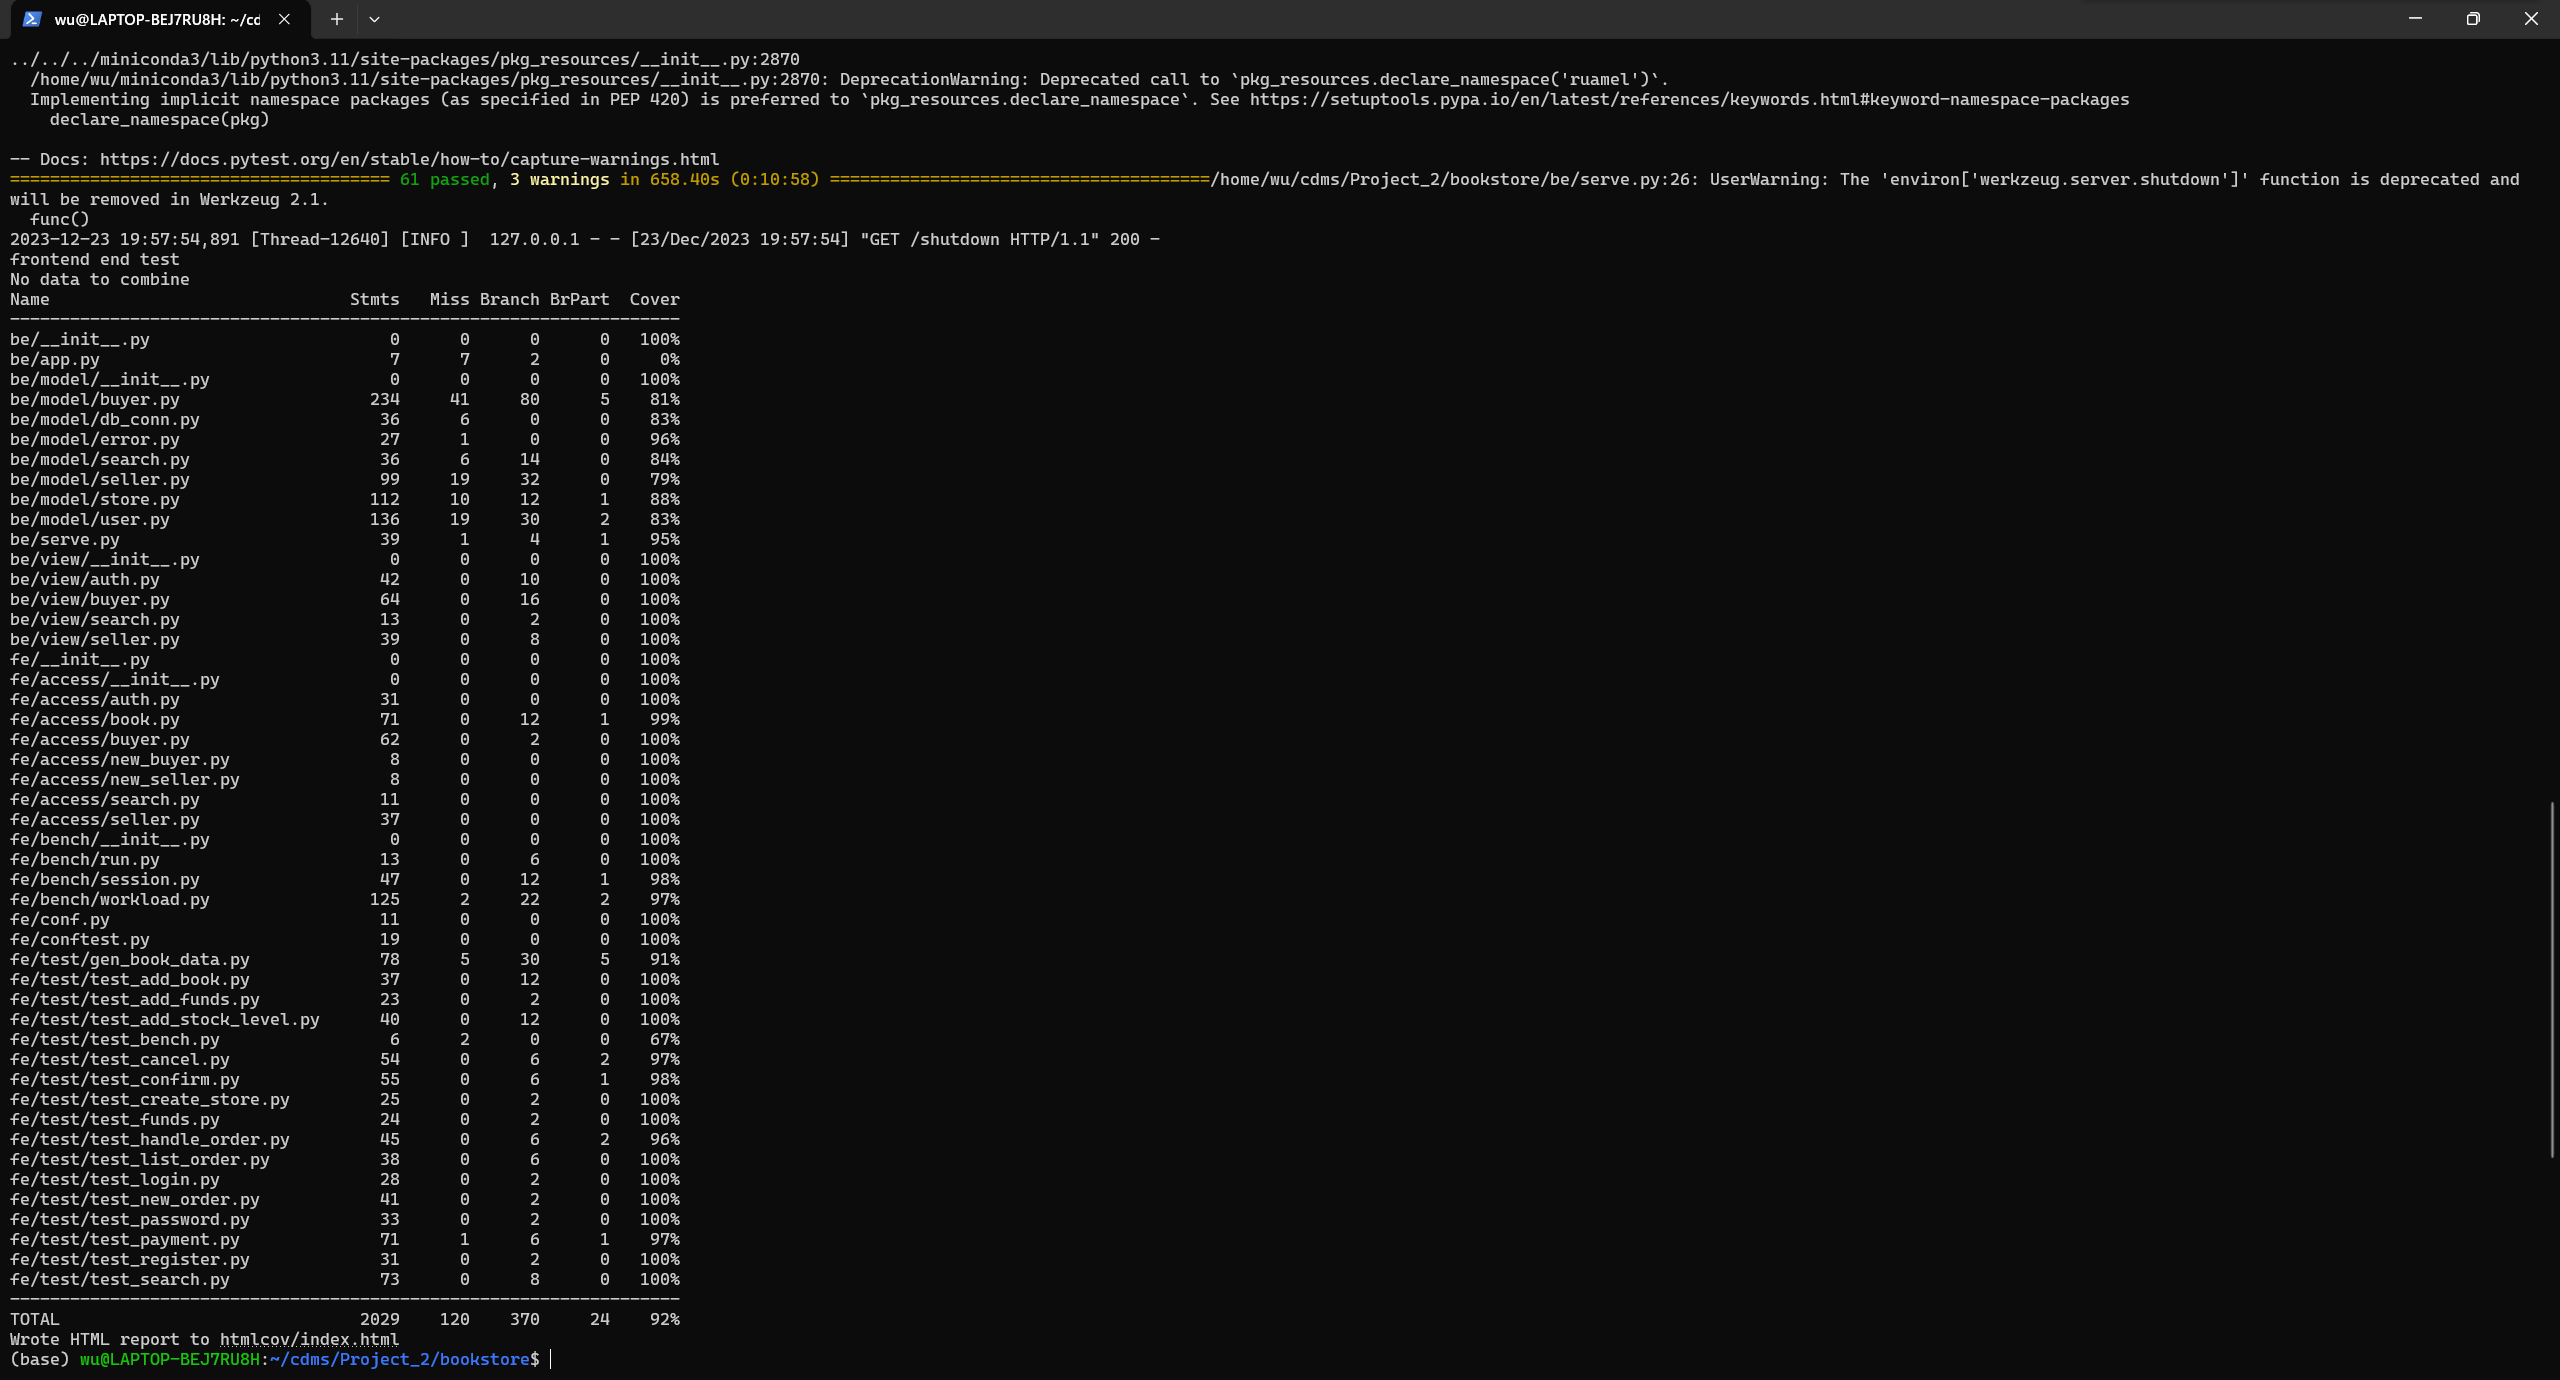 wu@LAPTOP-BEJ7RU8H: ~/cd
../../../miniconda3/lib/python3.11/site-packages/pkg_resources/__init__.py:2870
  /home/wu/miniconda3/lib/python3.11/site-packages/pkg_resources/__init__.py:2870: DeprecationWarning: Deprecated call to `pkg_resources.declare_namespace('ruamel')`.
  Implementing implicit namespace packages (as specified in PEP 420) is preferred to `pkg_resources.declare_namespace`. See https://setuptools.pypa.io/en/latest/references/keywords.html#keyword-namespace-packages
    declare_namespace(pkg)
-- Docs: https://docs.pytest.org/en/stable/how-to/capture-warnings.html
====================================== 61 passed, 3 warnings in 658.40s (0:10:58) ======================================/home/wu/cdms/Project_2/bookstore/be/serve.py:26: UserWarning: The 'environ['werkzeug.server.shutdown']' function is deprecated and
will be removed in Werkzeug 2.1.
  func()
2023-12-23 19:57:54,891 [Thread-12640] [INFO ]  127.0.0.1 - - [23/Dec/2023 19:57:54] "GET /shutdown HTTP/1.1" 200 -
frontend end test
No data to combine
Name                              Stmts   Miss Branch BrPart  Cover
-------------------------------------------------------------------
be/__init__.py                        0      0      0      0   100%
be/app.py                             7      7      2      0     0%
be/model/__init__.py                  0      0      0      0   100%
be/model/buyer.py                   234     41     80      5    81%
be/model/db_conn.py                  36      6      0      0    83%
be/model/error.py                    27      1      0      0    96%
be/model/search.py                   36      6     14      0    84%
be/model/seller.py                   99     19     32      0    79%
be/model/store.py                   112     10     12      1    88%
be/model/user.py                    136     19     30      2    83%
be/serve.py                          39      1      4      1    95%
be/view/__init__.py                   0      0      0      0   100%
be/view/auth.py                      42      0     10      0   100%
be/view/buyer.py                     64      0     16      0   100%
be/view/search.py                    13      0      2      0   100%
be/view/seller.py                    39      0      8      0   100%
fe/__init__.py                        0      0      0      0   100%
fe/access/__init__.py                 0      0      0      0   100%
fe/access/auth.py                    31      0      0      0   100%
fe/access/book.py                    71      0     12      1    99%
fe/access/buyer.py                   62      0      2      0   100%
fe/access/new_buyer.py                8      0      0      0   100%
fe/access/new_seller.py               8      0      0      0   100%
fe/access/search.py                  11      0      0      0   100%
fe/access/seller.py                  37      0      0      0   100%
fe/bench/__init__.py                  0      0      0      0   100%
fe/bench/run.py                      13      0      6      0   100%
fe/bench/session.py                  47      0     12      1    98%
fe/bench/workload.py                125      2     22      2    97%
fe/conf.py                           11      0      0      0   100%
fe/conftest.py                       19      0      0      0   100%
fe/test/gen_book_data.py             78      5     30      5    91%
fe/test/test_add_book.py             37      0     12      0   100%
fe/test/test_add_funds.py            23      0      2      0   100%
fe/test/test_add_stock_level.py      40      0     12      0   100%
fe/test/test_bench.py                 6      2      0      0    67%
fe/test/test_cancel.py               54      0      6      2    97%
fe/test/test_confirm.py              55      0      6      1    98%
fe/test/test_create_store.py         25      0      2      0   100%
fe/test/test_funds.py                24      0      2      0   100%
fe/test/test_handle_order.py         45      0      6      2    96%
fe/test/test_list_order.py           38      0      6      0   100%
fe/test/test_login.py                28      0      2      0   100%
fe/test/test_new_order.py            41      0      2      0   100%
fe/test/test_password.py             33      0      2      0   100%
fe/test/test_payment.py              71      1      6      1    97%
fe/test/test_register.py             31      0      2      0   100%
fe/test/test_search.py               73      0      8      0   100%
-------------------------------------------------------------------
TOTAL                              2029    120    370     24    92%
Wrote HTML report to htmlcov/index.html
(base) wu@LAPTOP-BEJ7RU8H:~/cdms/Project_2/bookstore$